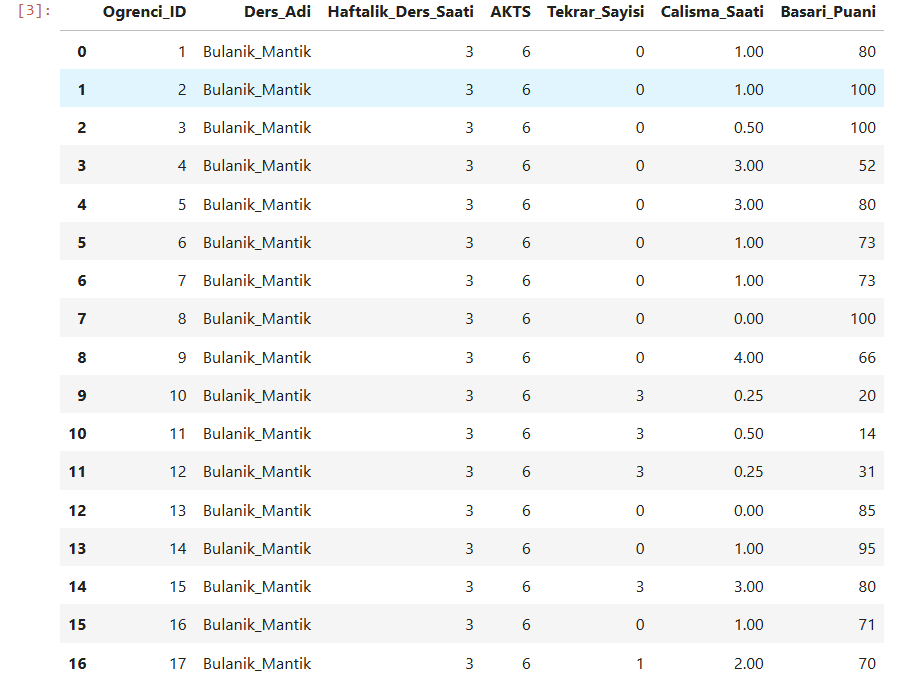 [3]:
Ogrenci_ID Ders_Adi Haftalik_Ders_Saati AKTS Tekrar_Sayisi Calisma_Saati Basari_Puani
0 1 Bulanik_Mantik 3 6 0 1.00 80
1 2 Bulanik_Mantik 3 6 0 1.00 100
2 3 Bulanik_Mantik 3 6 0 0.50 100
3 4 Bulanik_Mantik 3 6 0 3.00 52
4 5 Bulanik_Mantik 3 6 0 3.00 80
5 6 Bulanik_Mantik 3 6 0 1.00 73
6 7 Bulanik_Mantik 3 6 0 1.00 73
7 8 Bulanik_Mantik 3 6 0 0.00 100
8 9 Bulanik_Mantik 3 6 0 4.00 66
9 10 Bulanik_Mantik 3 6 3 0.25 20
10 11 Bulanik_Mantik 3 6 3 0.50 14
11 12 Bulanik_Mantik 3 6 3 0.25 31
12 13 Bulanik_Mantik 3 6 0 0.00 85
13 14 Bulanik_Mantik 3 6 0 1.00 95
14 15 Bulanik_Mantik 3 6 3 3.00 80
15 16 Bulanik_Mantik 3 6 0 1.00 71
16 17 Bulanik_Mantik 3 6 1 2.00 70